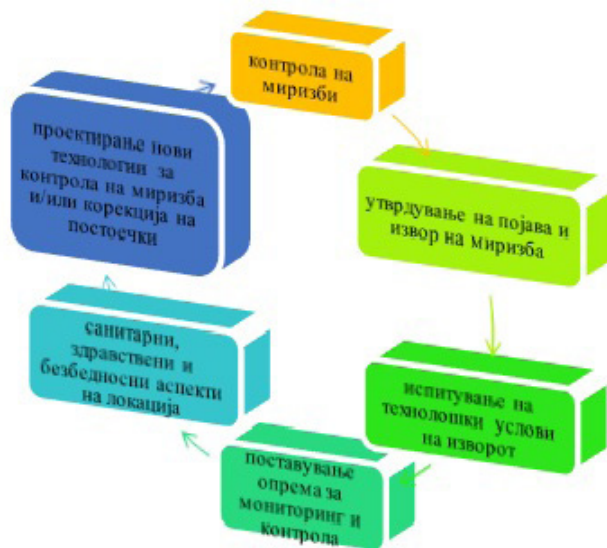 контрола на
миризби
утврдување на појава и
извор на миризба
испитување на
технолошки услови
на изворот
поставување
опрема за
мониторинг и
контрола
санитарни,
здравствени и
безбедносни аспекти
на локација
проектирање нови
технологии за
контрола на миризба
и/или корекција на
постоечки